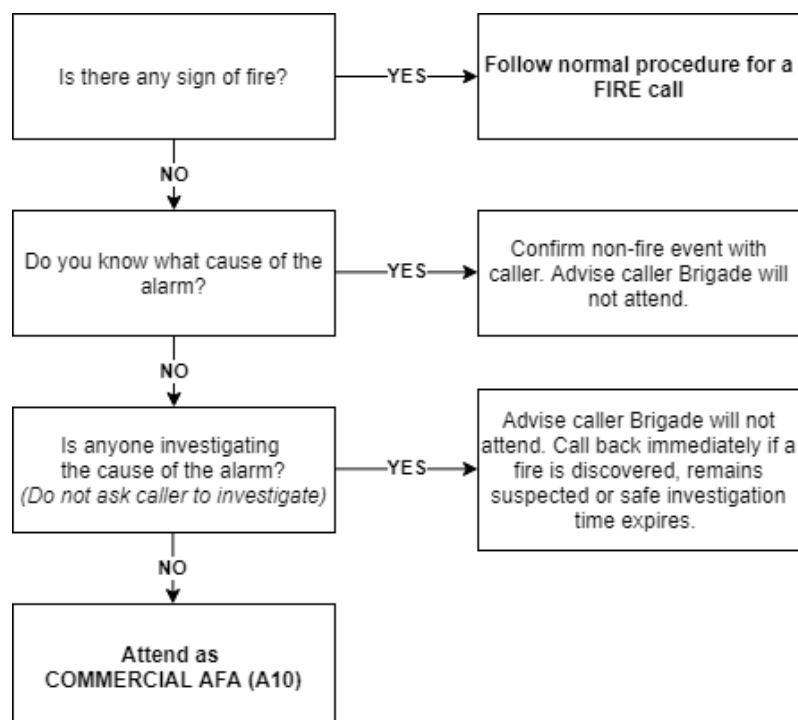 Is there any sign of fire?
YES
Follow normal procedure for a
FIRE call
NO
Do you know what cause of the
alarm?
YES
Confirm non-fire event with
caller. Advise caller Brigade will
not attend.
NO
Is anyone investigating
the cause of the alarm?
(Do not ask caller to investigate)
YES
Advise caller Brigade will not
attend. Call back immediately if a
fire is discovered, remains
suspected or safe investigation
time expires.
NO
Attend as
COMMERCIAL AFA (A10)